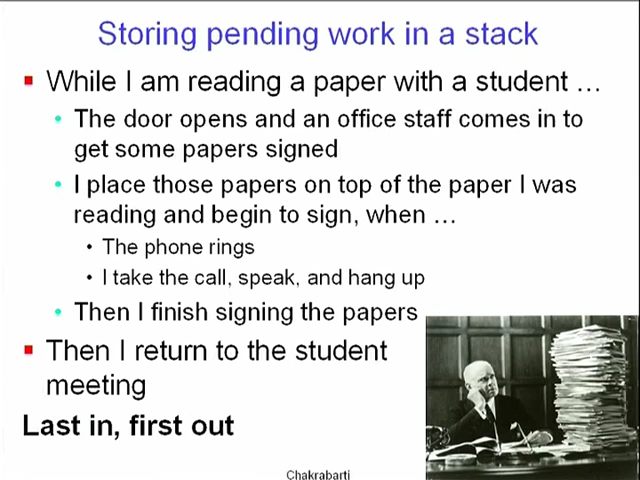 Storing pending work in a stack
While I am reading a paper with a student ...
The door opens and an office staff comes in to
get some papers signed
I place those papers on top of the paper I was
reading and begin to sign, when ...
The phone rings
I take the call, speak, and hang up
Then I finish signing the papers
Then I return to the student
meeting
Last in, first out
Chakrabarti